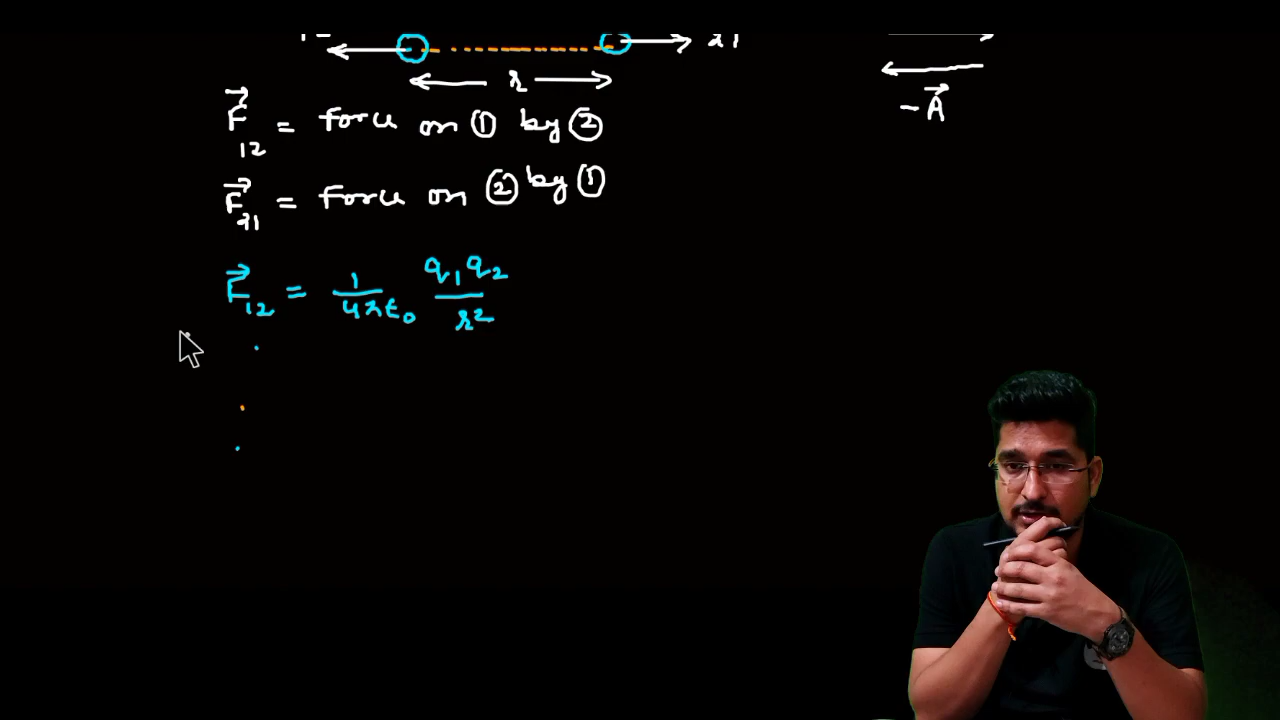 r
-A⃗
F⃗₁₂ = force on ① by ②
F⃗₂₁ = force on ② by ①
F⃗₁₂ = 1/4πε₀ q₁q₂/r²